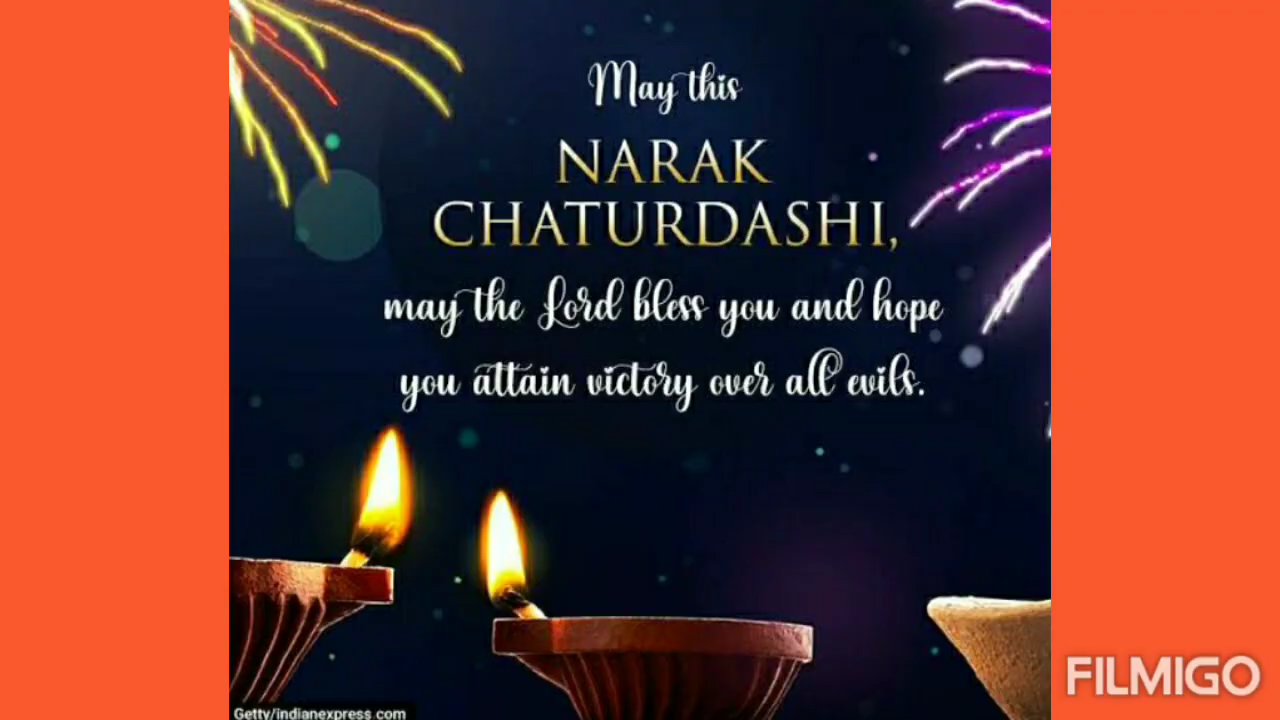 May this
NARAK
CHATURDASHI,
may the Lord bless you and hope
you attain victory over all evils.
FILMIGO
Getty/indianexpress.com